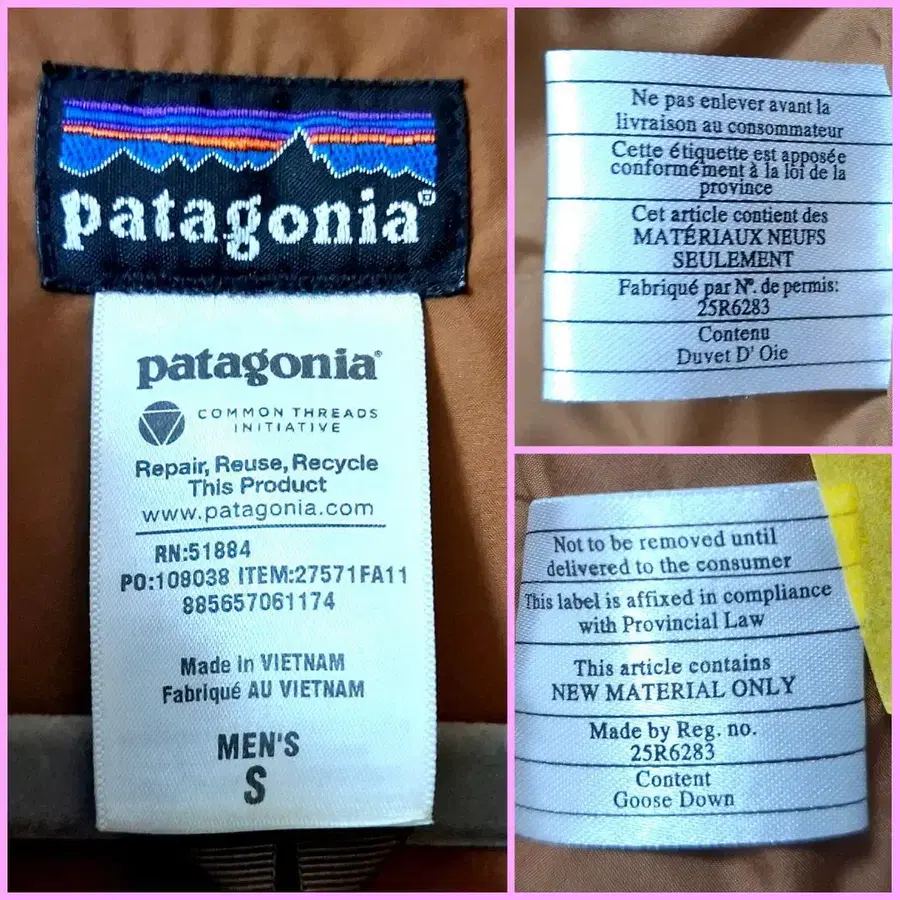 patagonia®
patagonia®
COMMON THREADS
INITIATIVE
Repair, Reuse, Recycle
This Product
www.patagonia.com
RN:51884
PO:108038 ITEM:27571FA11
885657061174
Made in VIETNAM
Fabriqué AU VIETNAM
MEN'S
S
Ne pas enlever avant la
livraison au consommateur
Cette étiquette est apposée
conformément à la loi de la
province
Cet article contient des
MATÉRIAUX NEUFS
SEULEMENT
Fabriqué par Nº. de permis:
25R6283
Contenu
Duvet D' Oie
Not to be removed until
delivered to the consumer
This label is affixed in compliance
with Provincial Law
This article contains
NEW MATERIAL ONLY
Made by Reg. no.
25R6283
Content
Goose Down